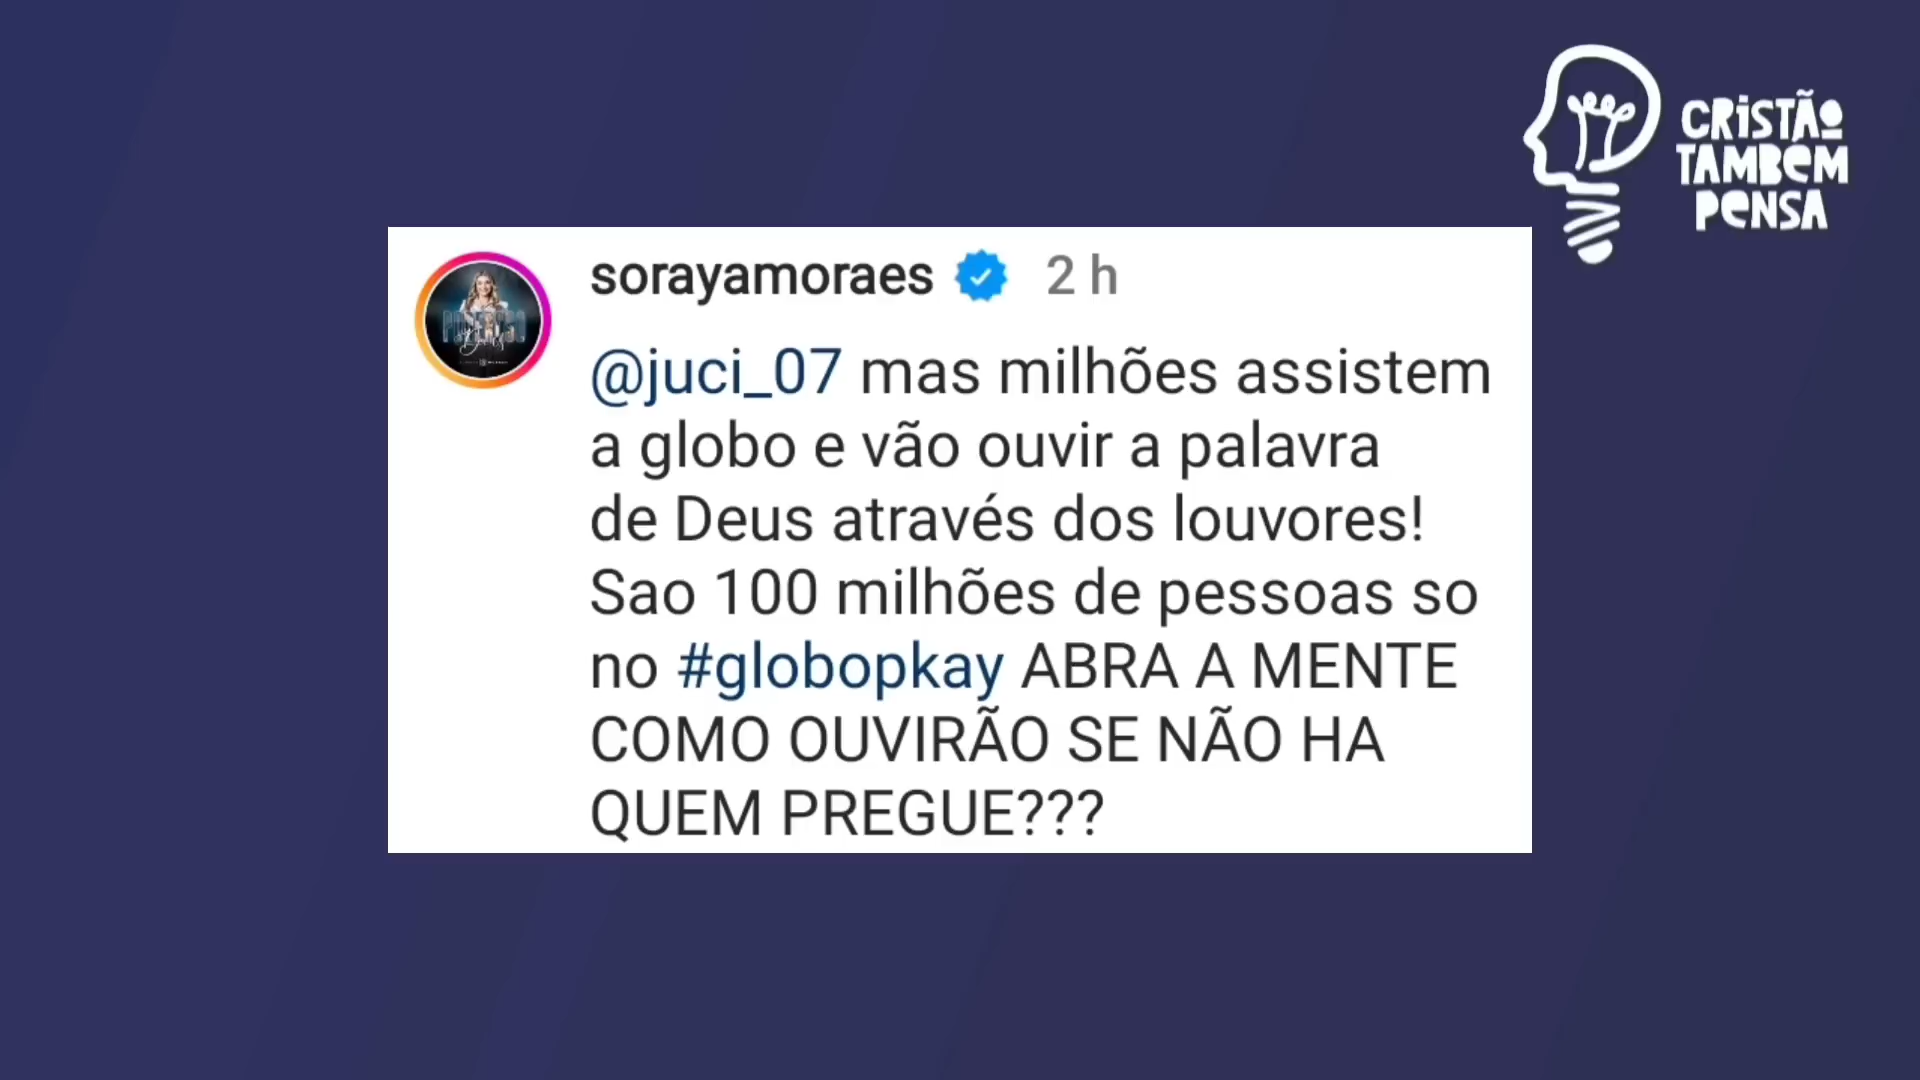 CRISTÃO
TAMBÉM
PENSA
sorayamoraes 2 h
@juci_07 mas milhões assistem
a globo e vão ouvir a palavra
de Deus através dos louvores!
Sao 100 milhões de pessoas so
no #globopkay ABRA A MENTE
COMO OUVIRÃO SE NÃO HA
QUEM PREGUE???